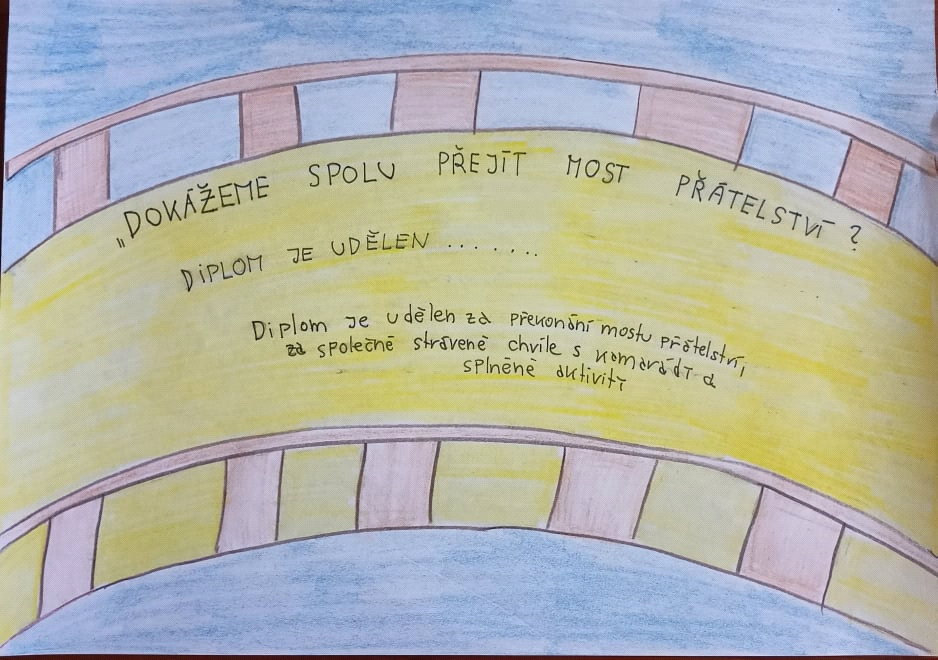 „DOKÁŽEME SPOLU PŘEJÍT MOST PŘÁTELSTVÍ ?
DIPLOM JE UDĚLEN .......
Diplom je udělen za překonání mostu přátelství,
za společně strávené chvíle s kamarády a
splněné aktivity